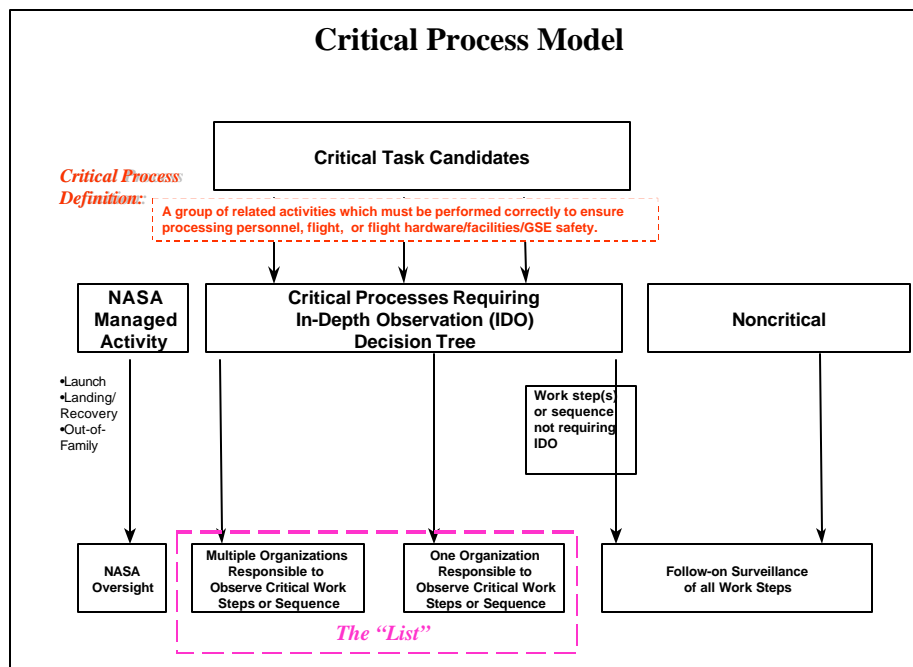 Critical Process Model
Critical Task Candidates
Critical Process
Definition:
A group of related activities which must be performed correctly to ensure
processing personnel, flight, or flight hardware/facilities/GSE safety.
NASA
Managed
Activity
Critical Processes Requiring
In-Depth Observation (IDO)
Decision Tree
Noncritical
•Launch
•Landing/
Recovery
•Out-of-
Family
Work step(s)
or sequence
not requiring
IDO
NASA
Oversight
Multiple Organizations
Responsible to
Observe Critical Work
Steps or Sequence
One Organization
Responsible to
Observe Critical Work
Steps or Sequence
Follow-on Surveillance
of all Work Steps
The “List”